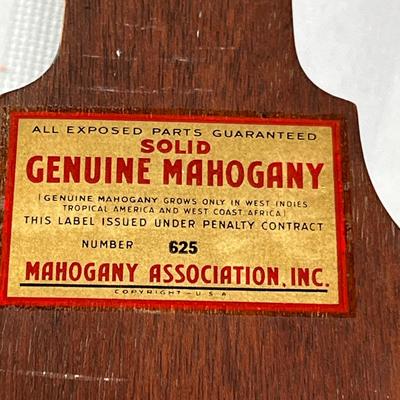 ALL EXPOSED PARTS GUARANTEED
SOLID
GENUINE MAHOGANY
(GENUINE MAHOGANY GROWS ONLY IN WEST INDIES
TROPICAL AMERICA AND WEST COAST AFRICA)
THIS LABEL ISSUED UNDER PENALTY CONTRACT
NUMBER 625
MAHOGANY ASSOCIATION, INC.
COPYRIGHT - U.S.A